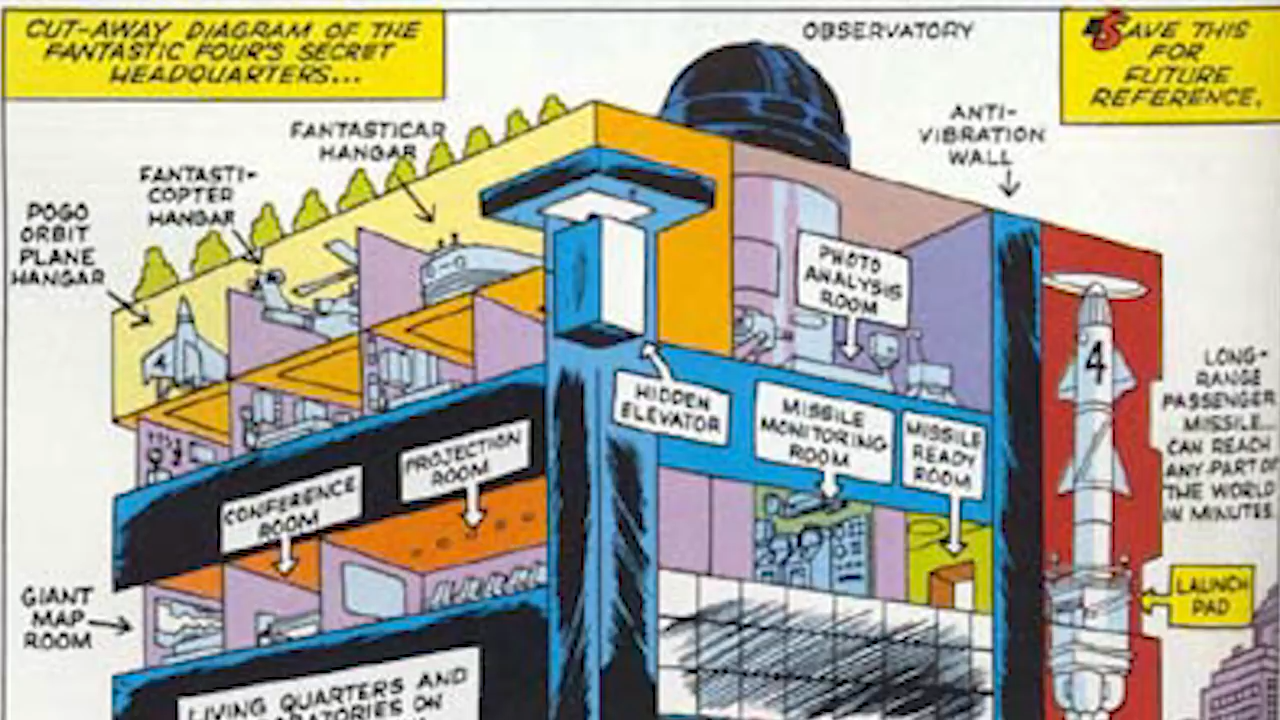 CUT-AWAY DIAGRAM OF THE
FANTASTIC FOUR'S SECRET
HEADQUARTERS...
OBSERVATORY
SAVE THIS
FOR
FUTURE
REFERENCE.
ANTI-
VIBRATION
WALL
FANTASTICAR
HANGAR
FANTASTI-
COPTER
HANGAR
POGO
ORBIT
PLANE
HANGAR
PHOTO
ANALYSIS
ROOM
4
4
HIDDEN
ELEVATOR
MISSILE
MONITORING
ROOM
MISSILE
READY
ROOM
LONG-
RANGE
PASSENGER
MISSILE...
CAN REACH
ANY PART OF
THE WORLD
IN MINUTES.
PROJECTION
ROOM
CONFERENCE
ROOM
GIANT
MAP
ROOM
LAUNCH
PAD
LIVING QUARTERS AND
ON